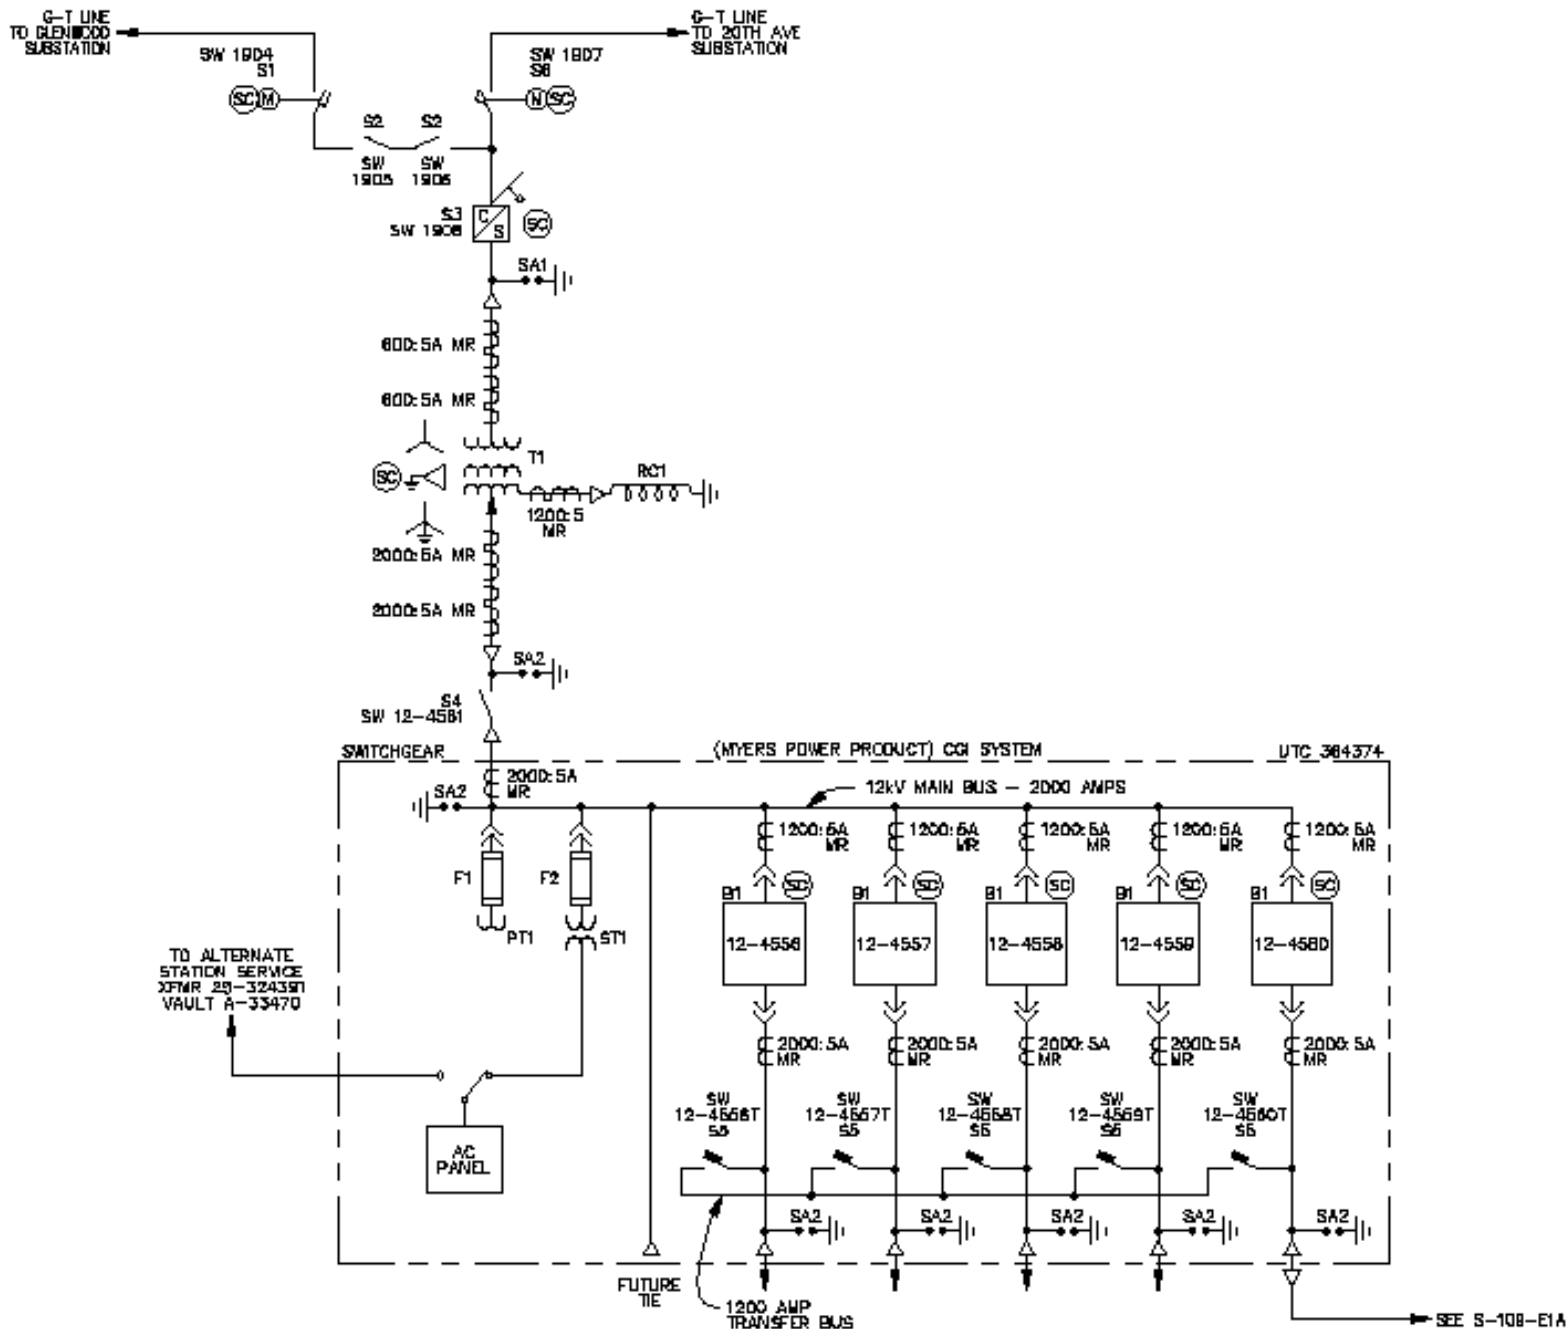 G-T LINE
TO GLENWOOD
SUBSTATION
G-T LINE
TO 20TH AVE
SUBSTATION
SW 1904
S1
SC M
SW 1907
S6
N SC
S2 S2
SW
1905
SW
1906
S3
SW 1908
C
S
SC
SA1
600:5A MR
600:5A MR
T1
SC
RG1
1200:5
MR
2000:5A MR
2000:5A MR
SA2
S4
SW 12-4561
SWITCHGEAR
(MYERS POWER PRODUCT) CGI SYSTEM
UTC 364374
2000:5A
MR
SA2
12kV MAIN BUS - 2000 AMPS
1200:5A
MR
1200:5A
MR
1200:5A
MR
1200:5A
MR
1200:5A
MR
F1
F2
PT1
ST1
B1 SC
B1 SC
B1 SC
B1 SC
B1 SC
12-4556
12-4557
12-4558
12-4559
12-4560
TO ALTERNATE
STATION SERVICE
XFMR 25-324391
VAULT A-33470
2000:5A
MR
2000:5A
MR
2000:5A
MR
2000:5A
MR
2000:5A
MR
AC
PANEL
SW
12-4556T
S5
SW
12-4557T
S5
SW
12-4558T
S5
SW
12-4559T
S5
SW
12-4560T
S5
SA2
SA2
SA2
SA2
SA2
FUTURE
TIE
1200 AMP
TRANSFER BUS
SEE S-109-E1A